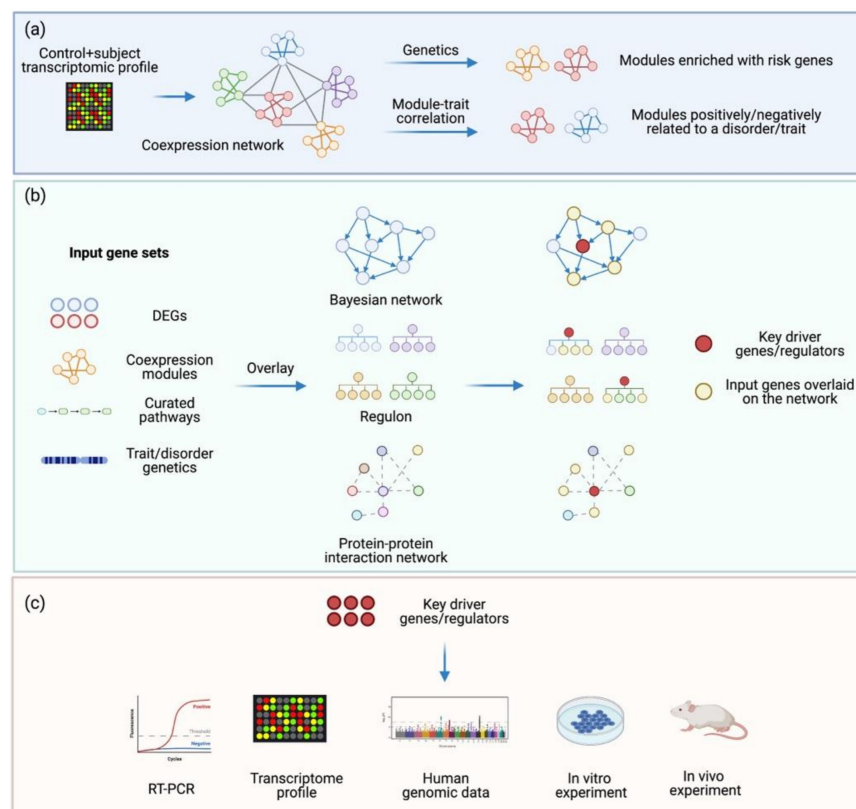 (a)
Control+subject
transcriptomic profile
Coexpression network
Genetics
Module-trait
correlation
Modules enriched with risk genes
Modules positively/negatively
related to a disorder/trait
(b)
Input gene sets
DEGs
Coexpression
modules
Curated
pathways
Trait/disorder
genetics
Overlay
Bayesian network
Regulon
Protein-protein
interaction network
Key driver
genes/regulators
Input genes overlaid
on the network
(c)
Key driver
genes/regulators
Fluorescence
Positive
Threshold
Negative
Cycles
RT-PCR
Transcriptome
profile
Human
genomic data
In vitro
experiment
In vivo
experiment